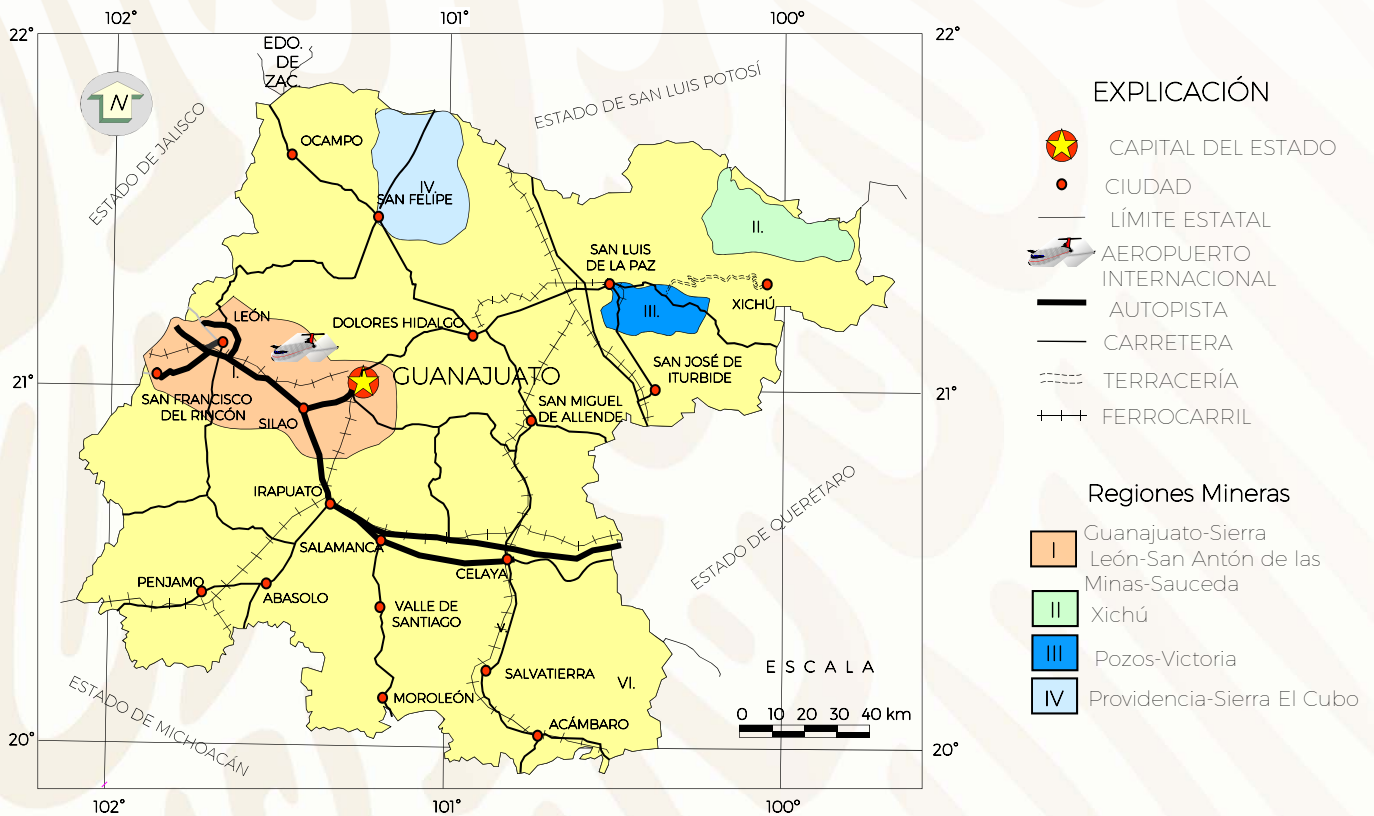 102°
101°
100°
22°
22°
EDO.
DE
ZAC.
ESTADO DE SAN LUIS POTOSÍ
N
ESTADO DE JALISCO
OCAMPO
IV.
SAN FELIPE
II.
SAN LUIS
DE LA PAZ
XICHÚ
III.
LEÓN
DOLORES HIDALGO
I.
GUANAJUATO
SAN JOSÉ DE
ITURBIDE
21°
21°
SAN FRANCISCO
DEL RINCÓN
SILAO
SAN MIGUEL
DE ALLENDE
IRAPUATO
SALAMANCA
CELAYA
ESTADO DE QUERÉTARO
PENJAMO
ABASOLO
VALLE DE
SANTIAGO
V.
SALVATIERRA
VI.
MOROLEÓN
ACÁMBARO
ESTADO DE MICHOACÁN
20°
20°
ESCALA
0 10 20 30 40 km
102°
101°
100°
EXPLICACIÓN
CAPITAL DEL ESTADO
CIUDAD
LÍMITE ESTATAL
AEROPUERTO
INTERNACIONAL
AUTOPISTA
CARRETERA
TERRACERÍA
FERROCARRIL
Regiones Mineras
I
Guanajuato-Sierra
León-San Antón de las
Minas-Sauceda
II
Xichú
III
Pozos-Victoria
IV
Providencia-Sierra El Cubo